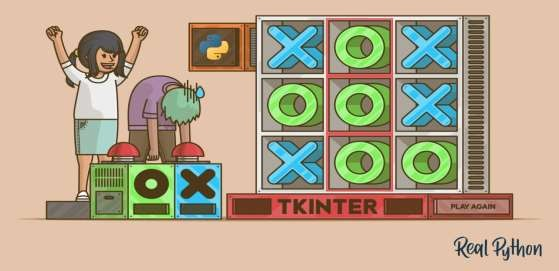 X O X
O O X
X O O
O X
TKINTER
PLAY AGAIN
Real Python